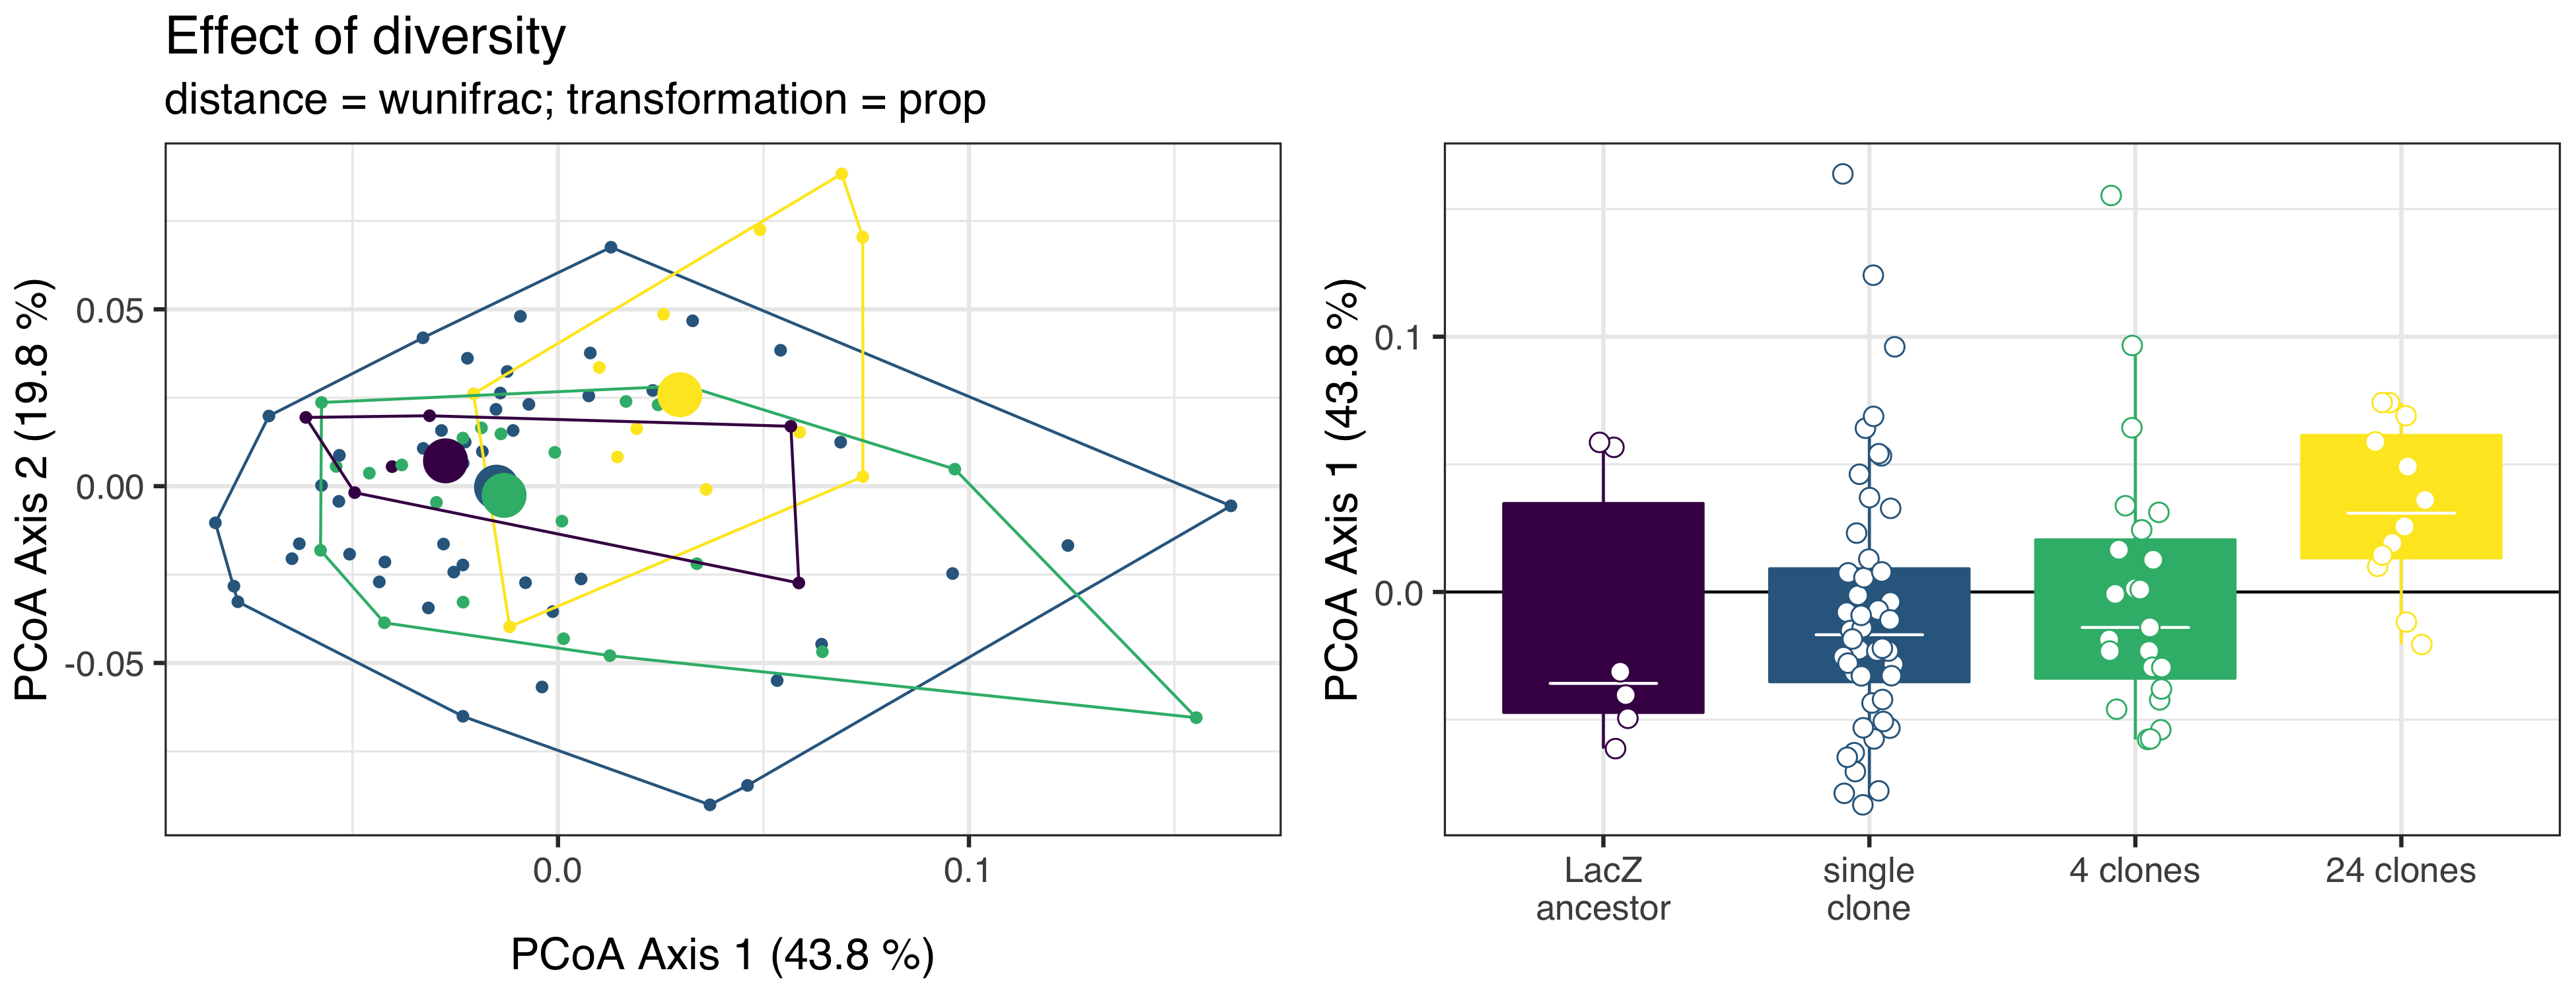 Effect of diversity
distance = wunifrac; transformation = prop
PCoA Axis 2 (19.8 %)
0.05
0.00
-0.05
0.0
0.1
PCoA Axis 1 (43.8 %)
PCoA Axis 1 (43.8 %)
0.1
0.0
LacZ
ancestor
single
clone
4 clones
24 clones